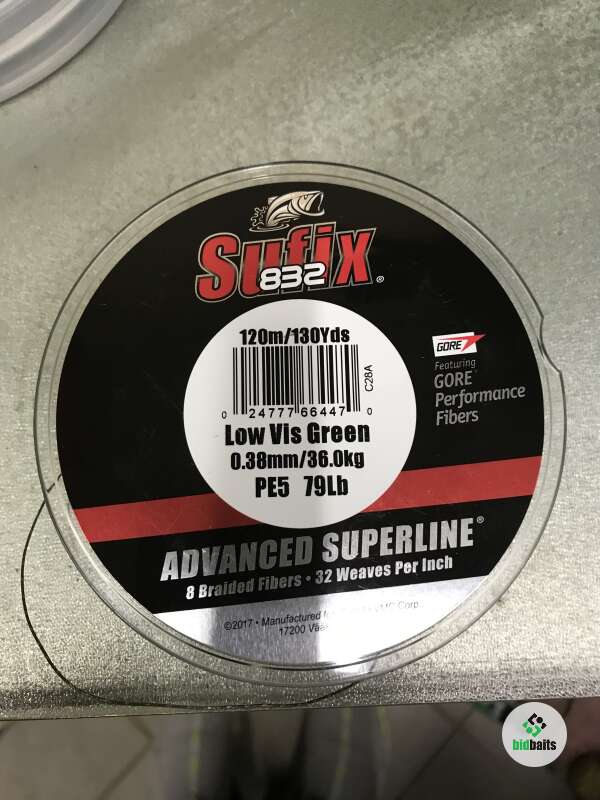 Sufix
832
®
120m/130Yds
0 24777 66447 0
C28A
Low Vis Green
0.38mm/36.0kg
PE5 79Lb
GORE
Featuring
GORE
Performance
Fibers
ADVANCED SUPERLINE®
8 Braided Fibers • 32 Weaves Per Inch
©2017 • Manufactured Corp
17200
bidbaits